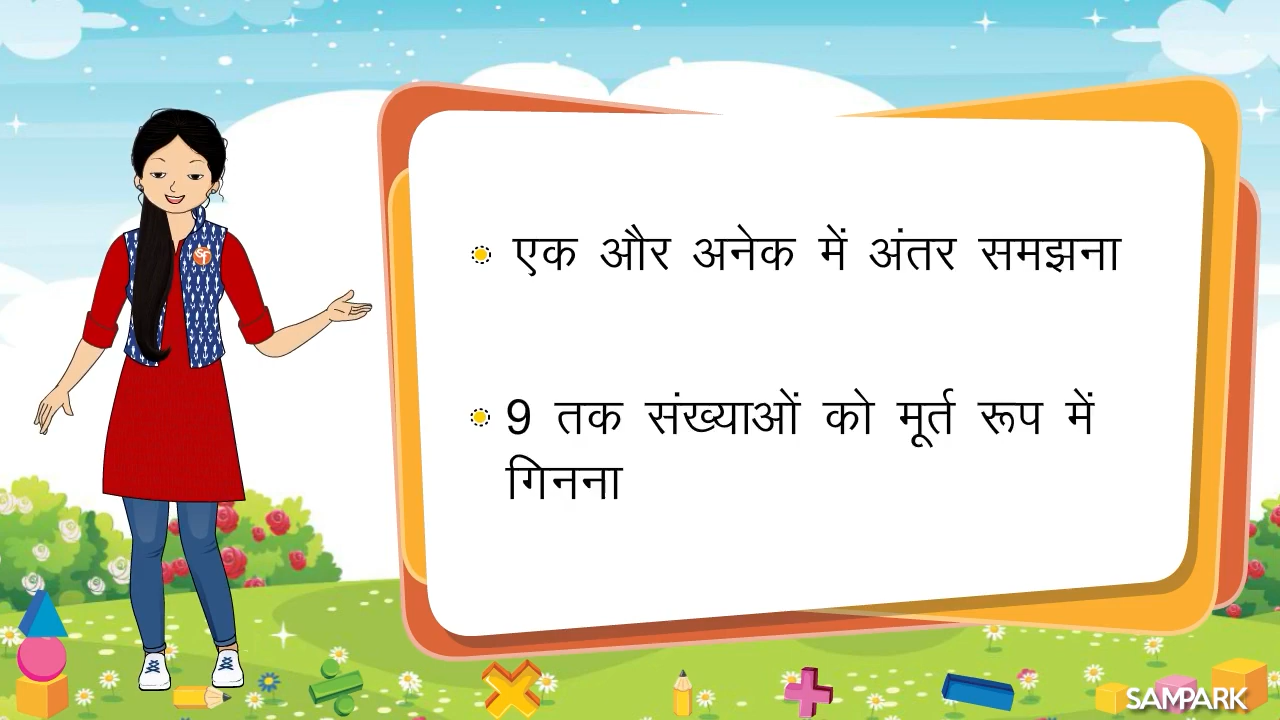 एक और अनेक में अंतर समझना
9 तक संख्याओं को मूर्त रूप में
गिनना
SAMPARK